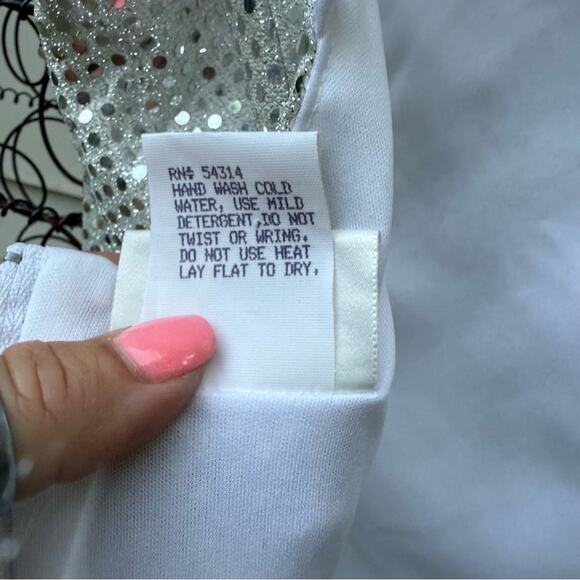 RN# 54314
HAND WASH COLD
WATER, USE MILD
DETERGENT,DO NOT
TWIST OR WRING.
DO NOT USE HEAT
LAY FLAT TO DRY.